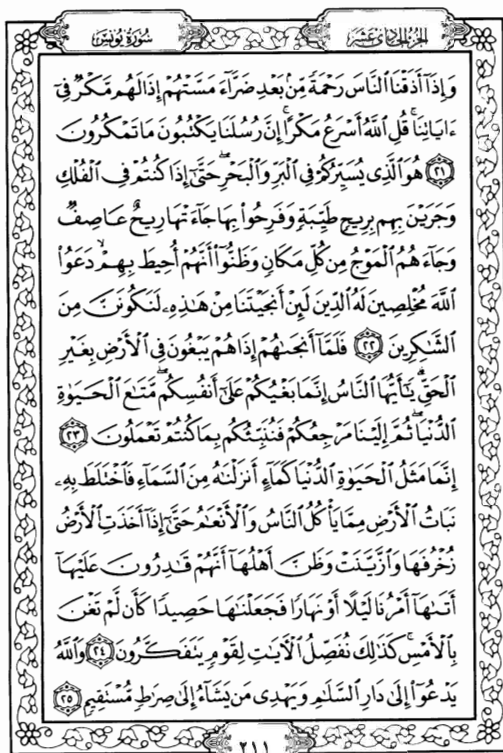 سورة يونس
الجزء الحادي عشر
وَإِذَآ أَذَقْنَا ٱلنَّاسَ رَحْمَةً مِّنۢ بَعْدِ ضَرَّآءَ مَسَّتْهُمْ إِذَا لَهُم مَّكْرٌ فِىٓ
ءَايَاتِنَا ۚ قُلِ ٱللَّهُ أَسْرَعُ مَكْرًا ۚ إِنَّ رُسُلَنَا يَكْتُبُونَ مَا تَمْكُرُونَ
٢١ هُوَ ٱلَّذِى يُسَيِّرُكُمْ فِى ٱلْبَرِّ وَٱلْبَحْرِ ۖ حَتَّىٰٓ إِذَا كُنتُمْ فِى ٱلْفُلْكِ
وَجَرَيْنَ بِهِم بِرِيحٍ طَيِّبَةٍ وَفَرِحُوا۟ بِهَا جَآءَتْهَا رِيحٌ عَاصِفٌ
وَجَآءَهُمُ ٱلْمَوْجُ مِن كُلِّ مَكَانٍ وَظَنُّوٓا۟ أَنَّهُمْ أُحِيطَ بِهِمْ ۙ دَعَوُا۟
ٱللَّهَ مُخْلِصِينَ لَهُ ٱلدِّينَ لَئِنْ أَنجَيْتَنَا مِنْ هَـٰذِهِۦ لَنَكُونَنَّ مِنَ
ٱلشَّـٰكِرِينَ ٢٢ فَلَمَّآ أَنجَىٰهُمْ إِذَا هُمْ يَبْغُونَ فِى ٱلْأَرْضِ بِغَيْرِ
ٱلْحَقِّ ۗ يَـٰٓأَيُّهَا ٱلنَّاسُ إِنَّمَا بَغْيُكُمْ عَلَىٰٓ أَنفُسِكُم ۖ مَّتَـٰعَ ٱلْحَيَوٰةِ
ٱلدُّنْيَا ۖ ثُمَّ إِلَيْنَا مَرْجِعُكُمْ فَنُنَبِّئُكُم بِمَا كُنتُمْ تَعْمَلُونَ ٢٣
إِنَّمَا مَثَلُ ٱلْحَيَوٰةِ ٱلدُّنْيَا كَمَآءٍ أَنزَلْنَـٰهُ مِنَ ٱلسَّمَآءِ فَٱخْتَلَطَ بِهِۦ
نَبَاتُ ٱلْأَرْضِ مِمَّا يَأْكُلُ ٱلنَّاسُ وَٱلْأَنْعَـٰمُ حَتَّىٰٓ إِذَآ أَخَذَتِ ٱلْأَرْضُ
زُخْرُفَهَا وَٱزَّيَّنَتْ وَظَنَّ أَهْلُهَآ أَنَّهُمْ قَـٰدِرُونَ عَلَيْهَآ
أَتَىٰهَآ أَمْرُنَا لَيْلًا أَوْ نَهَارًا فَجَعَلْنَـٰهَا حَصِيدًا كَأَن لَّمْ تَغْنَ
بِٱلْأَمْسِ ۚ كَذَٰلِكَ نُفَصِّلُ ٱلْآيَـٰتِ لِقَوْمٍ يَتَفَكَّرُونَ ٢٤ وَٱللَّهُ
يَدْعُوٓا۟ إِلَىٰ دَارِ ٱلسَّلَـٰمِ وَيَهْدِى مَن يَشَآءُ إِلَىٰ صِرَٰطٍ مُّسْتَقِيمٍ ٢٥
٢١١